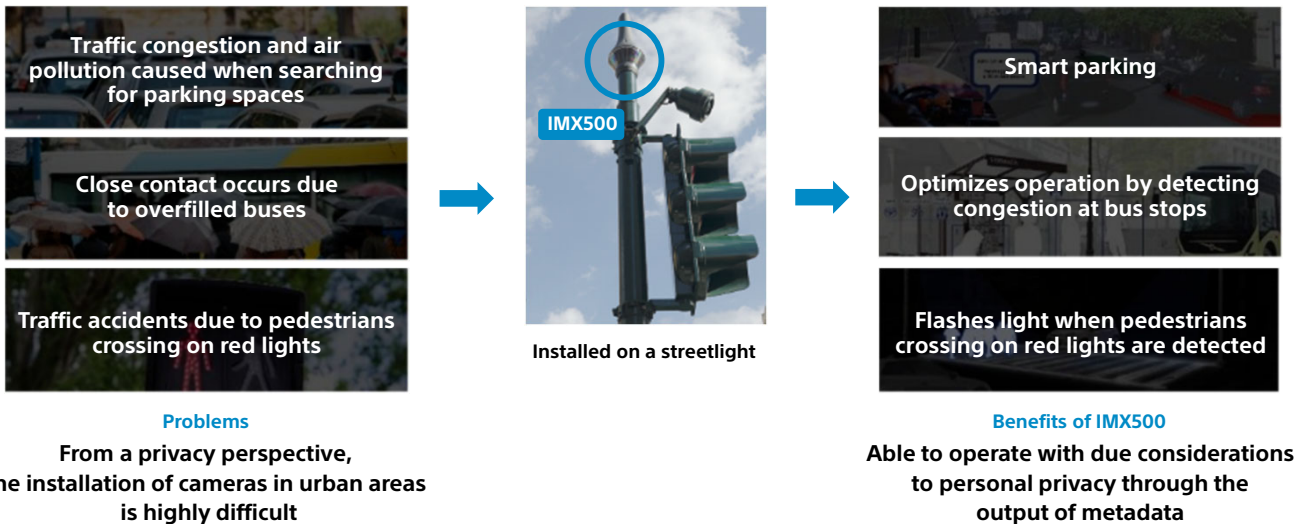 Traffic congestion and air
pollution caused when searching
for parking spaces
Close contact occurs due
to overfilled buses
Traffic accidents due to pedestrians
crossing on red lights
Problems
From a privacy perspective,
he installation of cameras in urban areas
is highly difficult
IMX500
Installed on a streetlight
Smart parking
Optimizes operation by detecting
congestion at bus stops
Flashes light when pedestrians
crossing on red lights are detected
Benefits of IMX500
Able to operate with due considerations
to personal privacy through the
output of metadata